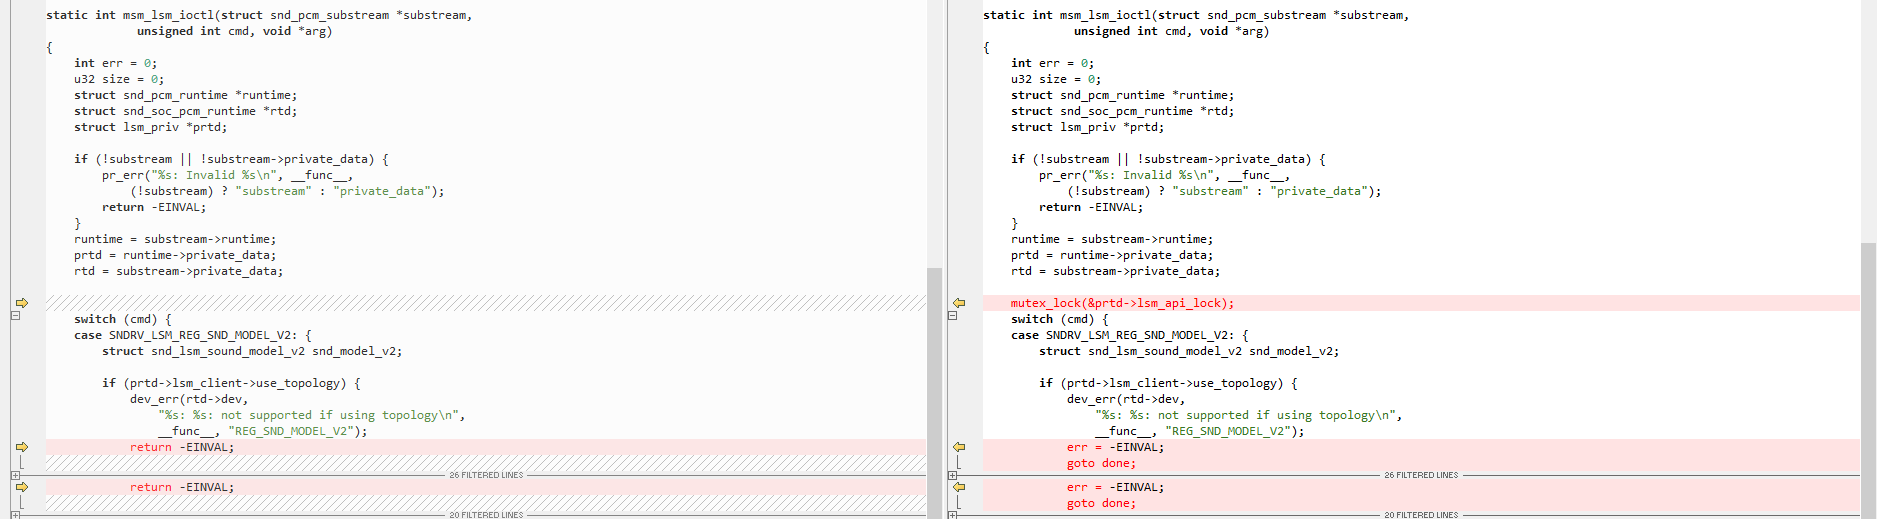 static int msm_lsm_ioctl(struct snd_pcm_substream *substream,
unsigned int cmd, void *arg)
{
int err = 0;
u32 size = 0;
struct snd_pcm_runtime *runtime;
struct snd_soc_pcm_runtime *rtd;
struct lsm_priv *prtd;
if (!substream || !substream->private_data) {
pr_err("%s: Invalid %s\n", __func__,
(!substream) ? "substream" : "private_data");
return -EINVAL;
}
runtime = substream->runtime;
prtd = runtime->private_data;
rtd = substream->private_data;
switch (cmd) {
case SNDRV_LSM_REG_SND_MODEL_V2: {
struct snd_lsm_sound_model_v2 snd_model_v2;
if (prtd->lsm_client->use_topology) {
dev_err(rtd->dev,
"%s: %s: not supported if using topology\n",
__func__, "REG_SND_MODEL_V2");
return -EINVAL;
26 FILTERED LINES
return -EINVAL;
20 FILTERED LINES
static int msm_lsm_ioctl(struct snd_pcm_substream *substream,
unsigned int cmd, void *arg)
{
int err = 0;
u32 size = 0;
struct snd_pcm_runtime *runtime;
struct snd_soc_pcm_runtime *rtd;
struct lsm_priv *prtd;
if (!substream || !substream->private_data) {
pr_err("%s: Invalid %s\n", __func__,
(!substream) ? "substream" : "private_data");
return -EINVAL;
}
runtime = substream->runtime;
prtd = runtime->private_data;
rtd = substream->private_data;
mutex_lock(&prtd->lsm_api_lock);
switch (cmd) {
case SNDRV_LSM_REG_SND_MODEL_V2: {
struct snd_lsm_sound_model_v2 snd_model_v2;
if (prtd->lsm_client->use_topology) {
dev_err(rtd->dev,
"%s: %s: not supported if using topology\n",
__func__, "REG_SND_MODEL_V2");
err = -EINVAL;
goto done;
26 FILTERED LINES
err = -EINVAL;
goto done;
20 FILTERED LINES